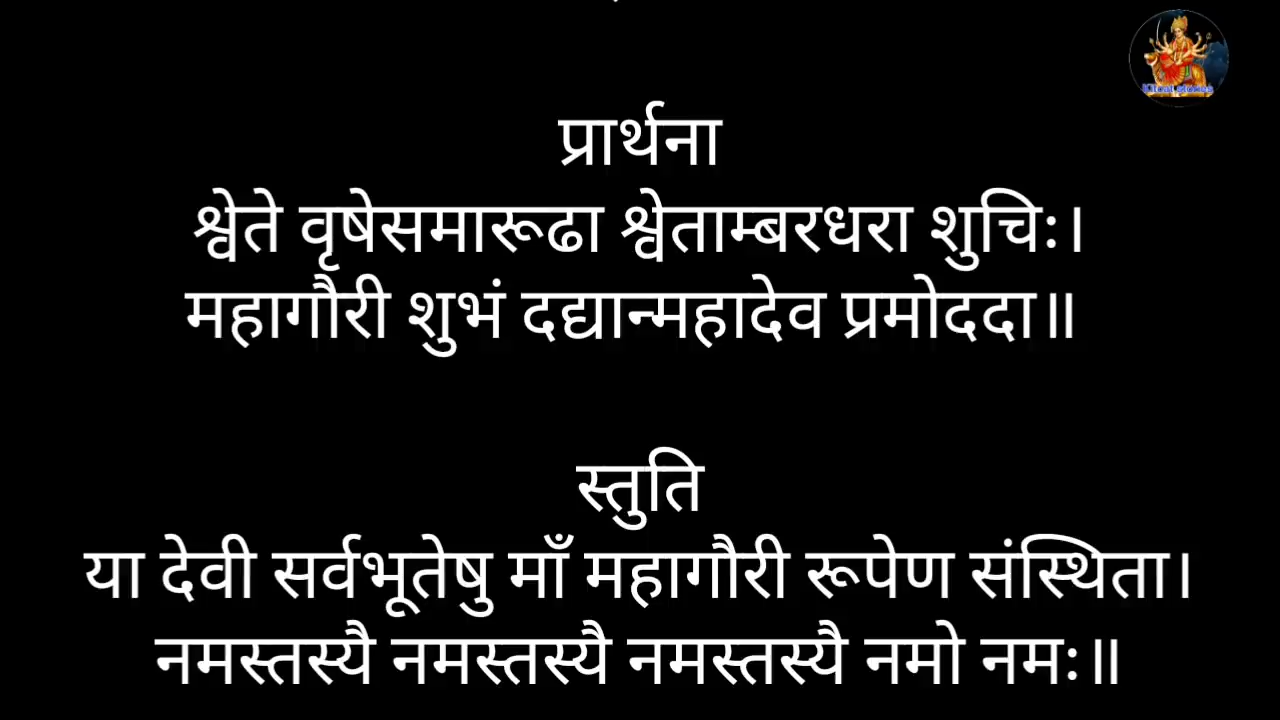 प्रार्थना
श्वेते वृषेसमारूढा श्वेताम्बरधरा शुचिः।
महागौरी शुभं दद्यान्महादेव प्रमोददा॥
स्तुति
या देवी सर्वभूतेषु माँ महागौरी रूपेण संस्थिता।
नमस्तस्यै नमस्तस्यै नमस्तस्यै नमो नमः॥